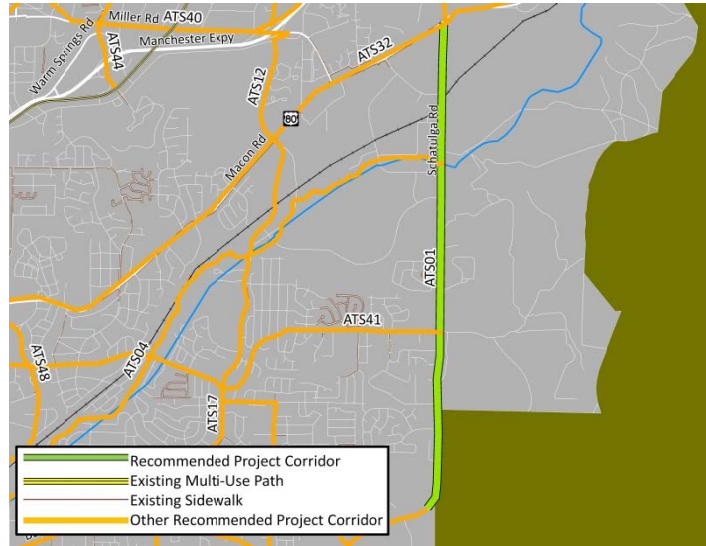 Miller Rd
ATS40
Manchester Expy
Warm Springs Rd
ATS44
ATS12
ATS32
80
Macon Rd
Schatulga Rd
ATS01
ATS41
ATS04
ATS48
ATS17
Recommended Project Corridor
Existing Multi-Use Path
Existing Sidewalk
Other Recommended Project Corridor